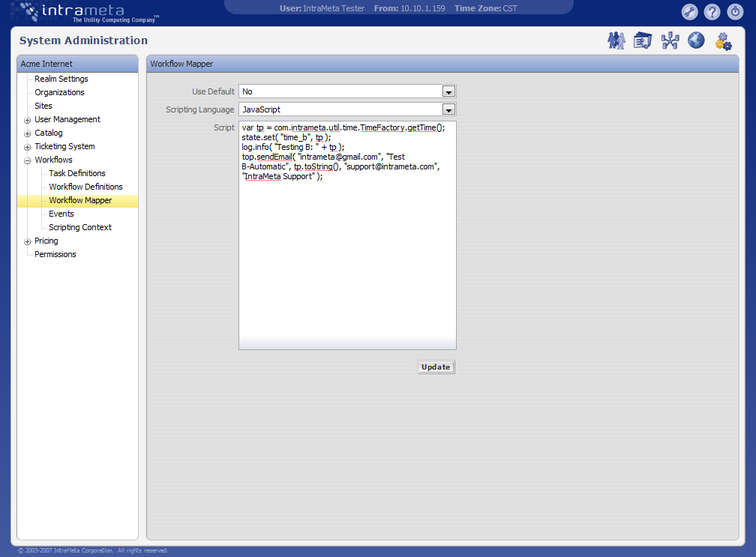 intrameta
The Utility Computing Company™
User: IntraMeta Tester From: 10.10.1.159 Time Zone: CST
System Administration
Acme Internet
Realm Settings
Organizations
Sites
User Management
Catalog
Ticketing System
Workflows
Task Definitions
Workflow Definitions
Workflow Mapper
Events
Scripting Context
Pricing
Permissions
Workflow Mapper
Use Default No
Scripting Language JavaScript
Script
var tp = com.intrameta.util.time.TimeFactory.getTime();
state.set( "time_b", tp );
log.info( "Testing B: " + tp );
top.sendEmail( "intrameta@gmail.com", "Test
B-Automatic", tp.toString(), "support@intrameta.com",
"IntraMeta Support" );
Update
© 2003-2007 IntraMeta Corporation. All rights reserved.